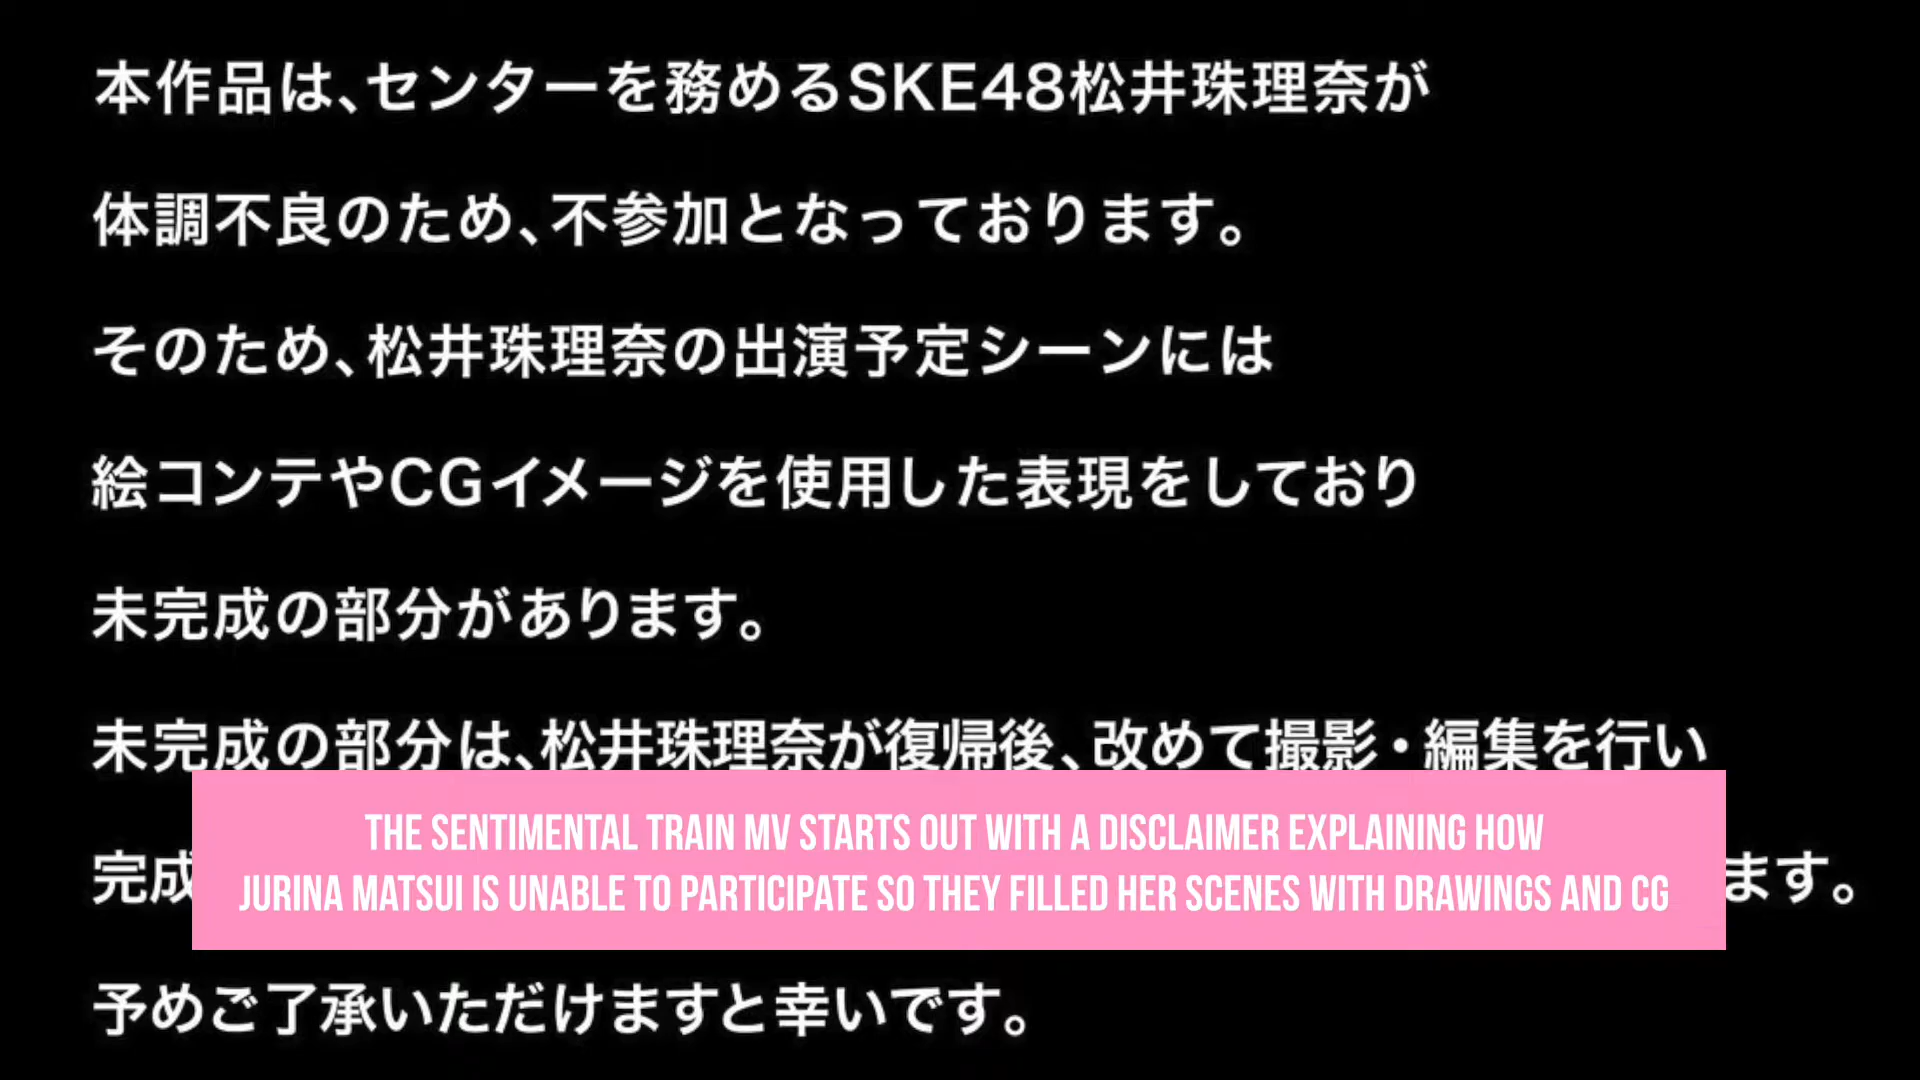 本作品は、センターを務めるSKE48松井珠理奈が
体調不良のため、不参加となっております。
そのため、松井珠理奈の出演予定シーンには
絵コンテやCGイメージを使用した表現をしており
未完成の部分があります。
未完成の部分は、松井珠理奈が復帰後、改めて撮影・編集を行い
THE SENTIMENTAL TRAIN MV STARTS OUT WITH A DISCLAIMER EXPLAINING HOW
JURINA MATSUI IS UNABLE TO PARTICIPATE SO THEY FILLED HER SCENES WITH DRAWINGS AND CG
完成 ます。
予めご了承いただけますと幸いです。